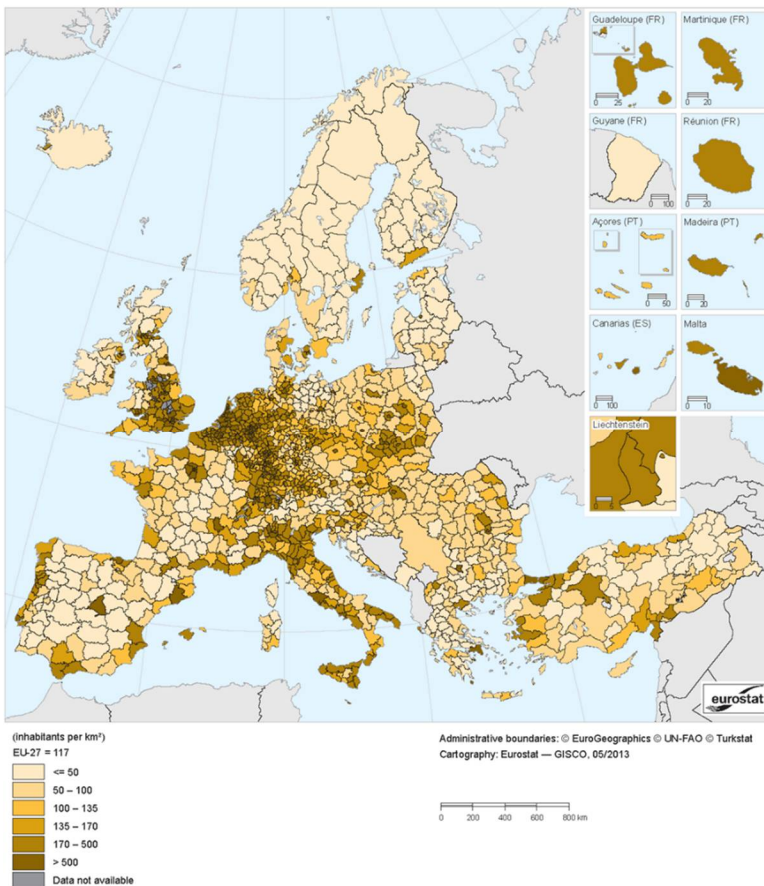 Guadeloupe (FR)
0 25
Martinique (FR)
0 20
Guyane (FR)
0 100
Réunion (FR)
0 20
Açores (PT)
0 50
Madeira (PT)
0 20
Canarias (ES)
0 100
Malta
0 10
Liechtenstein
eurostat
(inhabitants per km²)
EU-27 = 117
<= 50
50 – 100
100 – 135
135 – 170
170 – 500
> 500
Data not available
Administrative boundaries: © EuroGeographics © UN-FAO © Turkstat
Cartography: Eurostat — GISCO, 05/2013
0 200 400 600 800 km